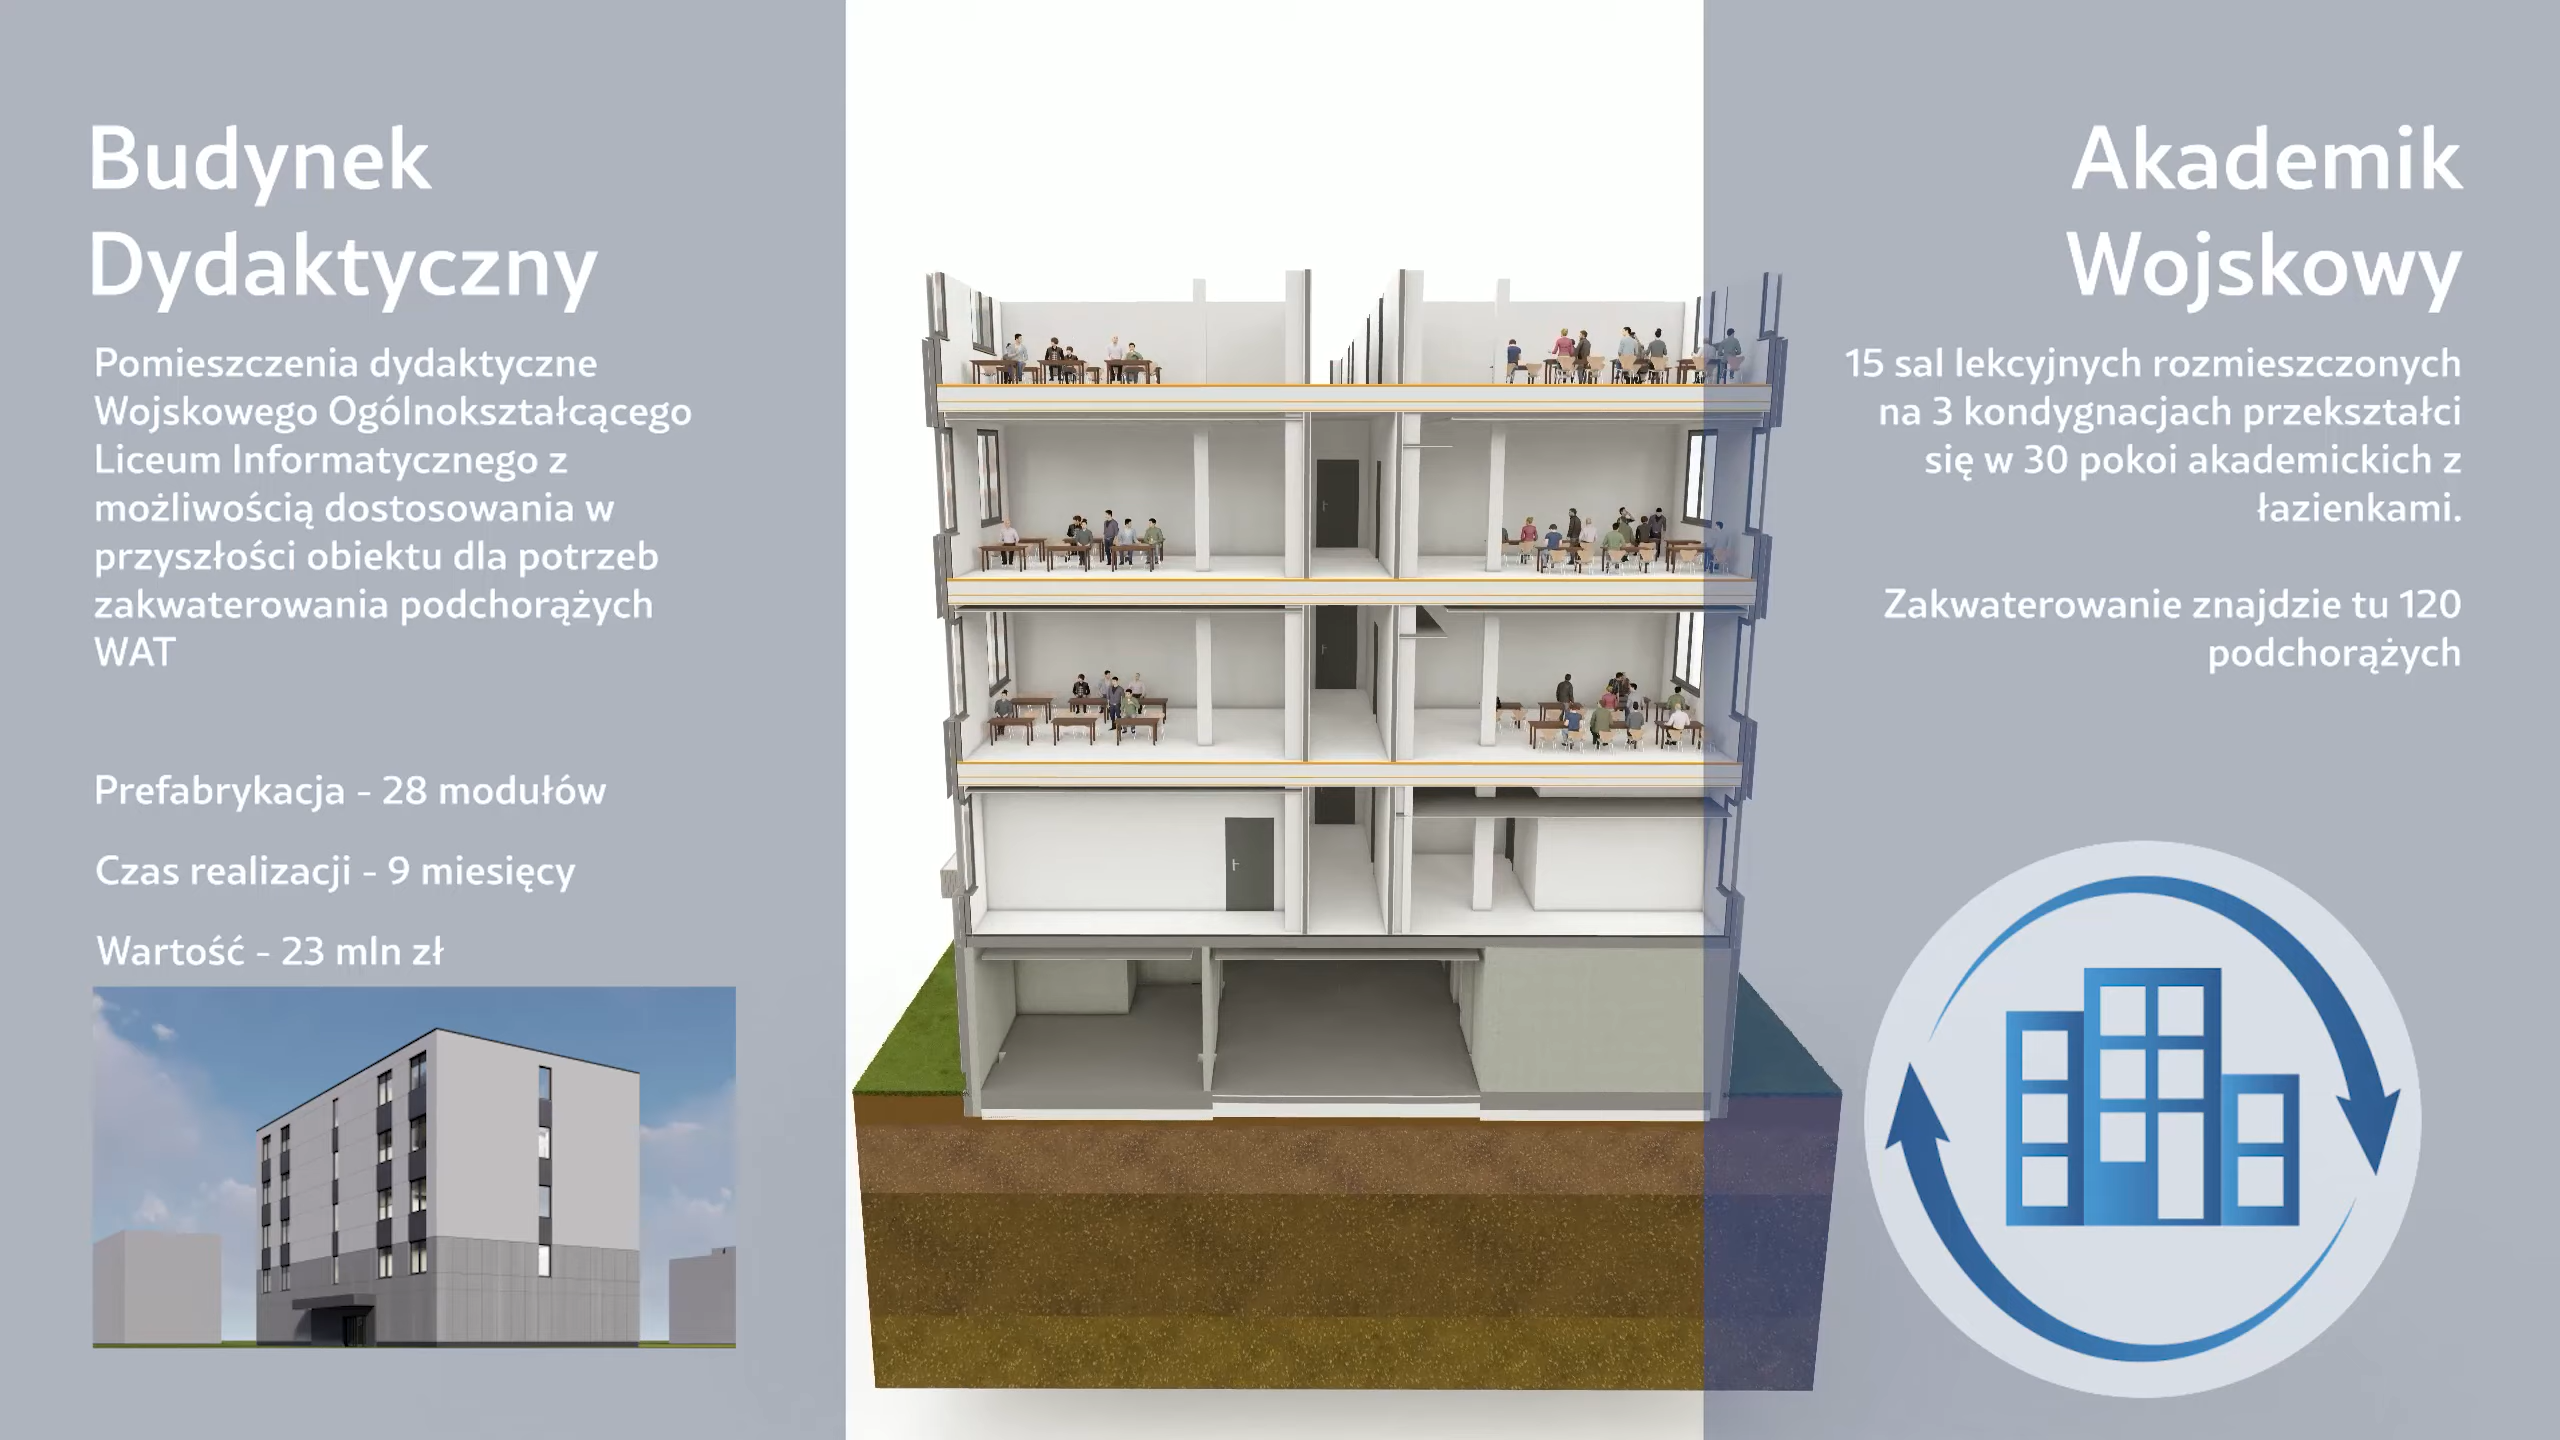 Budynek
Dydaktyczny
Pomieszczenia dydaktyczne
Wojskowego Ogólnokształcącego
Liceum Informatycznego z
możliwością dostosowania w
przyszłości obiektu dla potrzeb
zakwaterowania podchorążych
WAT
Prefabrykacja - 28 modułów
Czas realizacji - 9 miesięcy
Wartość - 23 mln zł
Akademik
Wojskowy
15 sal lekcyjnych rozmieszczonych
na 3 kondygnacjach przekształci
się w 30 pokoi akademickich z
łazienkami.
Zakwaterowanie znajdzie tu 120
podchorążych